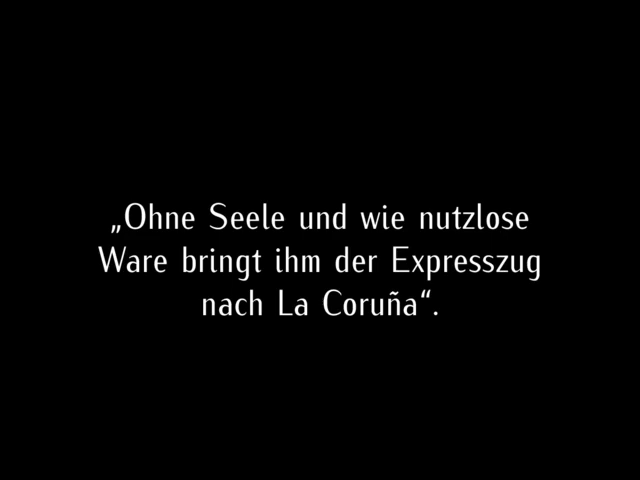 „Ohne Seele und wie nutzlose
Ware bringt ihm der Expresszug
nach La Coruña“.